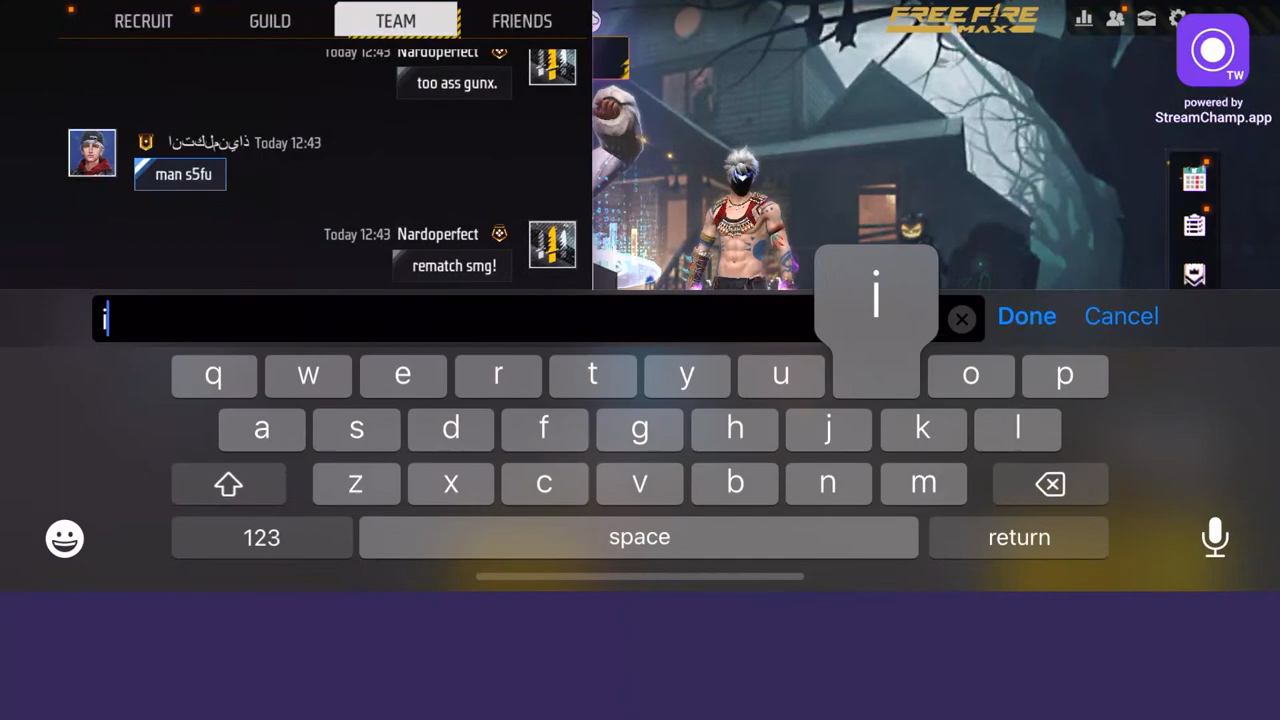 RECRUIT GUILD TEAM FRIENDS
FREE FIRE
MAX
TW
powered by
StreamChamp.app
Today 12:43 Nardoperfect
too ass gunx.
Today 12:43
man s5fu
Today 12:43 Nardoperfect
rematch smg!
i
i
Done Cancel
q w e r t y u o p
a s d f g h j k l
z x c v b n m
123 space return